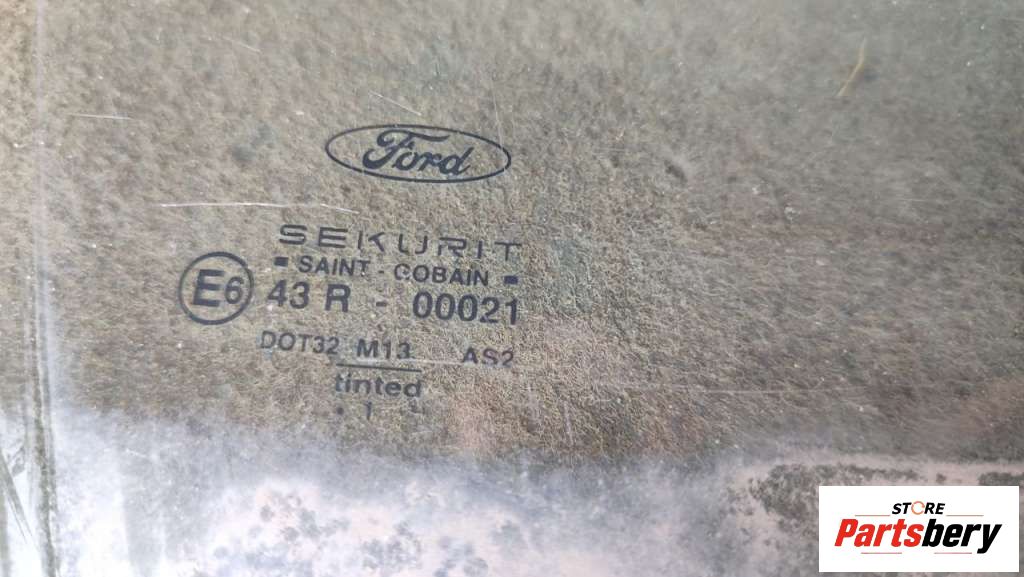 Ford
SEKURIT
SAINT - GOBAIN
E6 43 R - 00021
DOT32 M13 AS2
tinted
STORE
Partsbery